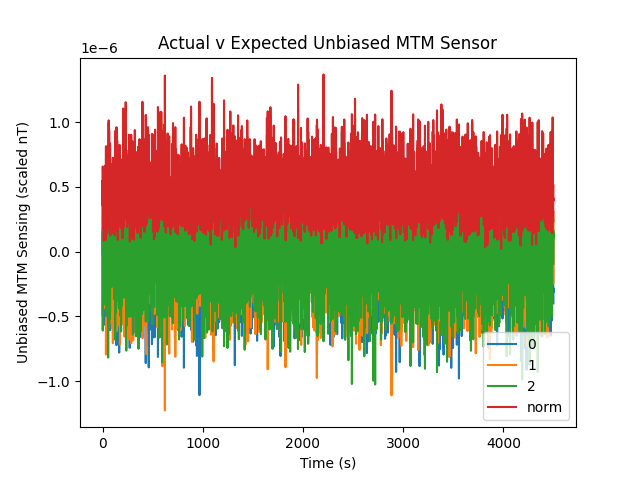 Actual v Expected Unbiased MTM Sensor
1e−6
1.0
0.5
0.0
−0.5
−1.0
Unbiased MTM Sensing (scaled nT)
0
1
2
norm
0 1000 2000 3000 4000
Time (s)